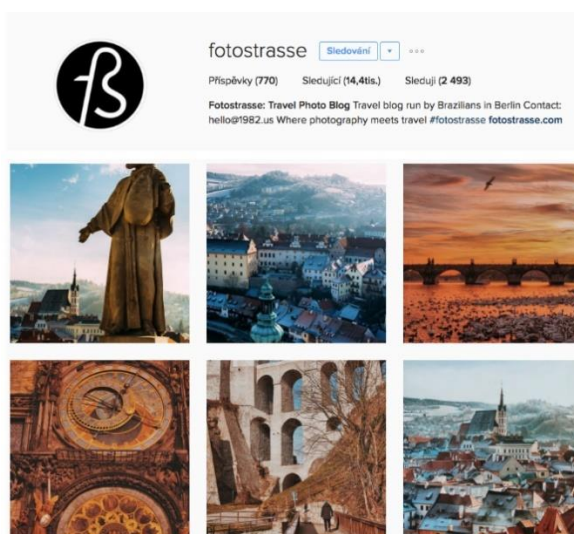 fotostrasse Sledování
Příspěvky (770) Sledující (14,4tis.) Sleduji (2 493)
Fotostrasse: Travel Photo Blog Travel blog run by Brazilians in Berlin Contact:
hello@1982.us Where photography meets travel #fotostrasse fotostrasse.com